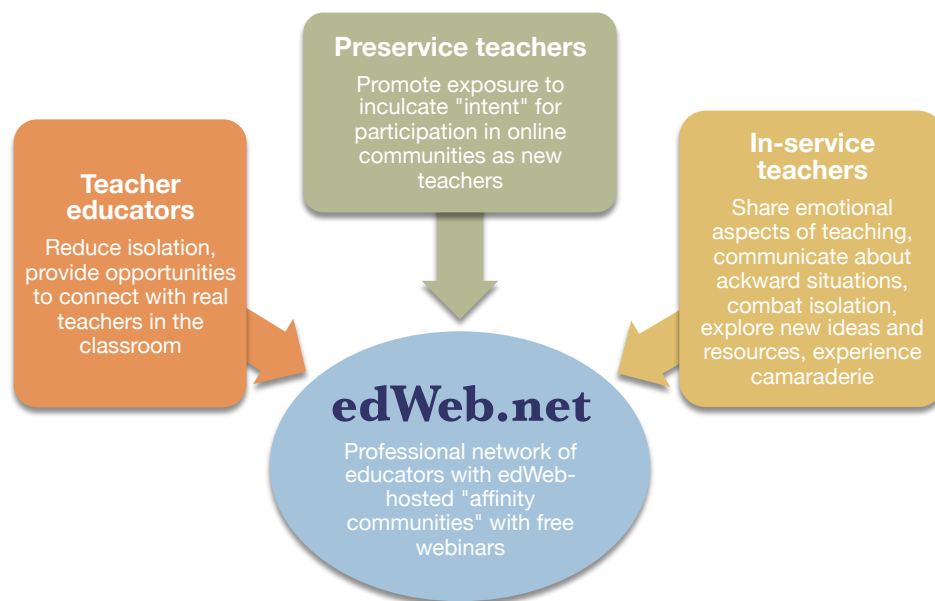 Preservice teachers
Promote exposure to
inculcate "intent" for
participation in online
communities as new
teachers
Teacher
educators
Reduce isolation,
provide opportunities
to connect with real
teachers in the
classroom
In-service
teachers
Share emotional
aspects of teaching,
communicate about
ackward situations,
combat isolation,
explore new ideas and
resources, experience
camaraderie
edWeb.net
Professional network of
educators with edWeb-
hosted "affinity
communities" with free
webinars